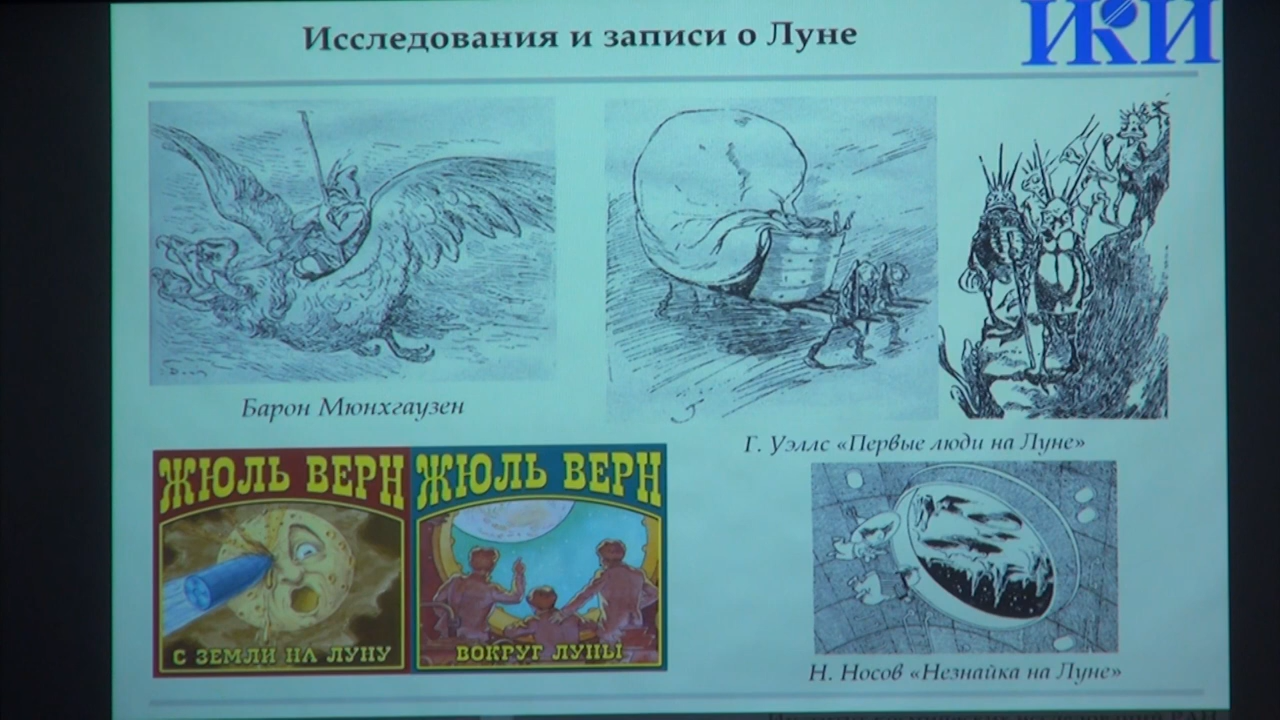 Исследования и записи о Луне
ИКИ
Барон Мюнхгаузен
Г. Уэллс «Первые люди на Луне»
ЖЮЛЬ ВЕРН
С ЗЕМЛИ НА ЛУНУ
ЖЮЛЬ ВЕРН
ВОКРУГ ЛУНЫ
Н. Носов «Незнайка на Луне»